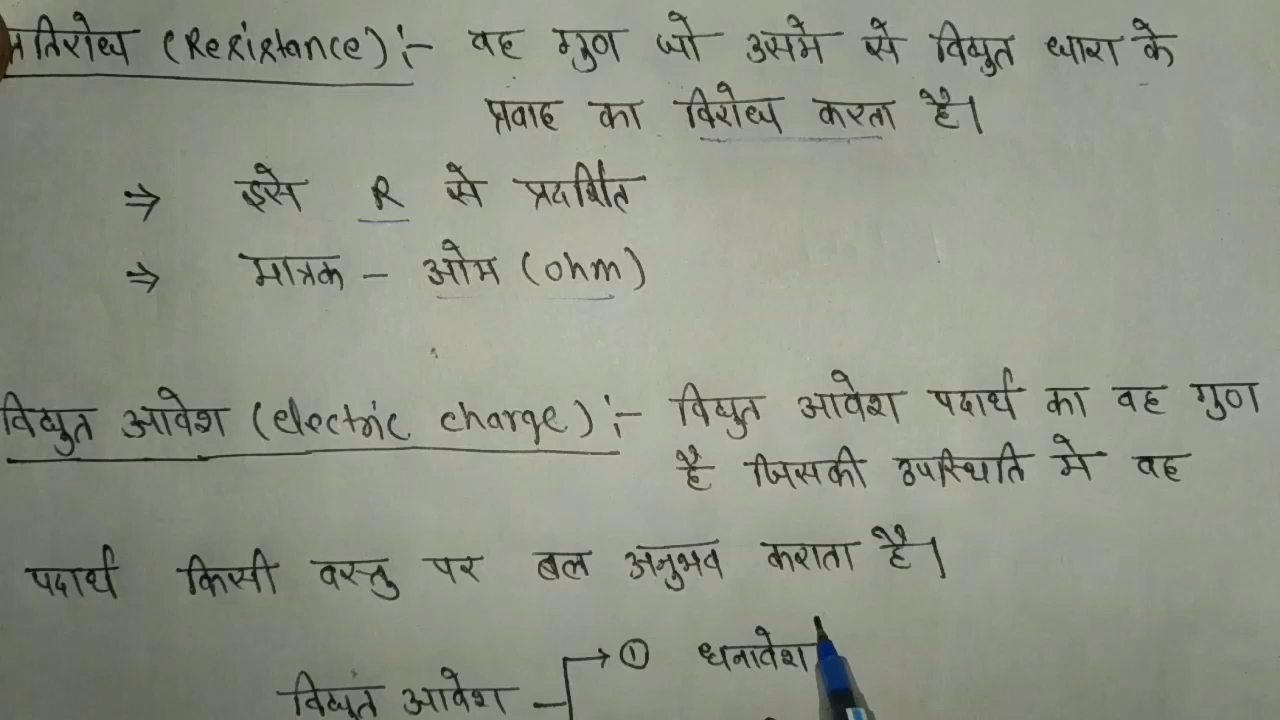 प्रतिरोध (Resistance) :- वह गुण जो उसमे से विद्युत धारा के
प्रवाह का विरोध करता है।
⇒ इसे R से प्रदर्शित
⇒ मात्रक - ओम (ohm)
विद्युत आवेश (electric charge) :- विद्युत आवेश पदार्थ का वह गुण
है जिसकी उपस्थिति मे वह
पदार्थ किसी वस्तु पर बल अनुभव कराता है।
→ ① धनावेश
विद्युत आवेश